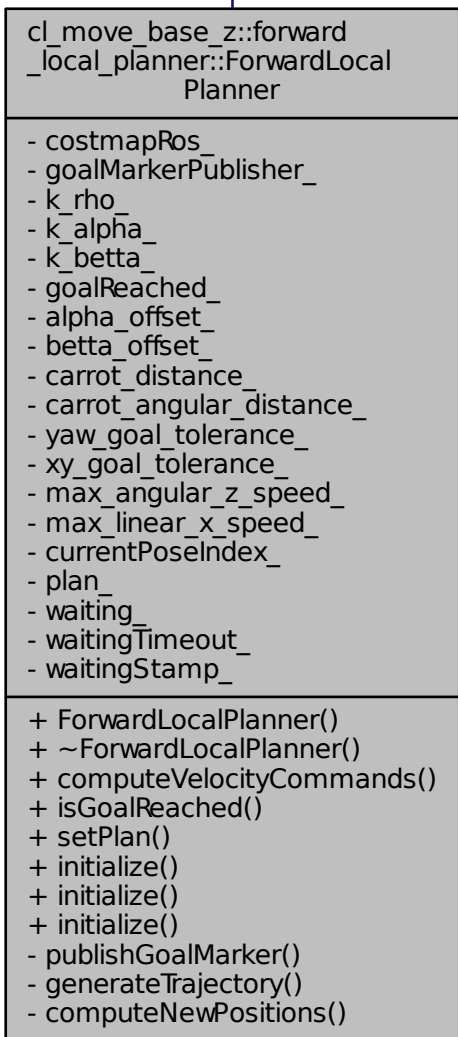 cl_move_base_z::forward
_local_planner::ForwardLocal
Planner
- costmapRos_
- goalMarkerPublisher_
- k_rho_
- k_alpha_
- k_betta_
- goalReached_
- alpha_offset_
- betta_offset_
- carrot_distance_
- carrot_angular_distance_
- yaw_goal_tolerance_
- xy_goal_tolerance_
- max_angular_z_speed_
- max_linear_x_speed_
- currentPoseIndex_
- plan_
- waiting_
- waitingTimeout_
- waitingStamp_
+ ForwardLocalPlanner()
+ ~ForwardLocalPlanner()
+ computeVelocityCommands()
+ isGoalReached()
+ setPlan()
+ initialize()
+ initialize()
+ initialize()
- publishGoalMarker()
- generateTrajectory()
- computeNewPositions()